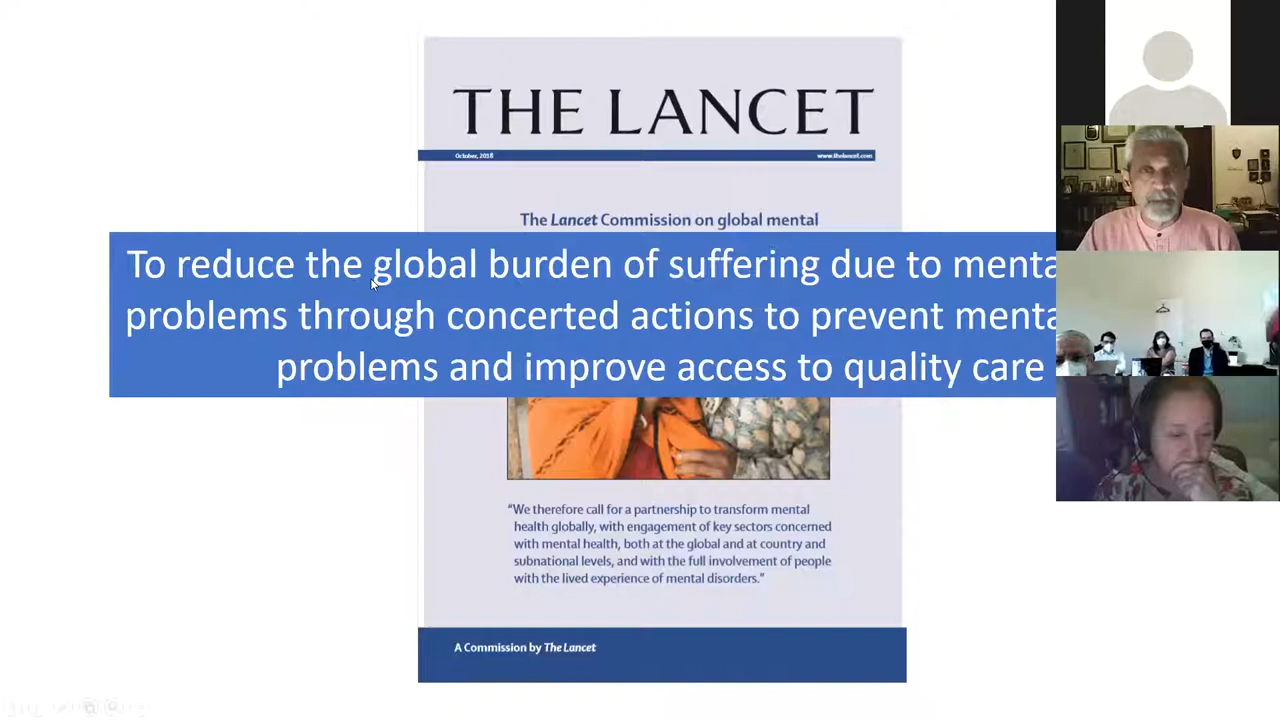 THE LANCET
October, 2018 www.thelancet.com
The Lancet Commission on global mental
To reduce the global burden of suffering due to menta
problems through concerted actions to prevent menta
problems and improve access to quality care
“We therefore call for a partnership to transform mental
health globally, with engagement of key sectors concerned
with mental health, both at the global and at country and
subnational levels, and with the full involvement of people
with the lived experience of mental disorders.”
A Commission by The Lancet